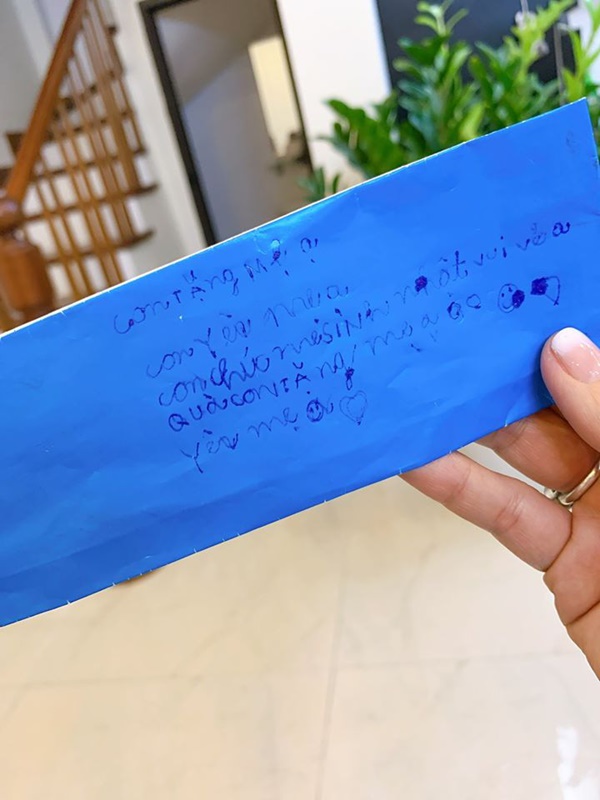 con TẶng mẹ ạ
con yêu mẹ ạ
con chúc mẹ SINH nhật vui vẻ ạ
QUÀ CON TẶng mẹ ạ
yêu mẹ ạ